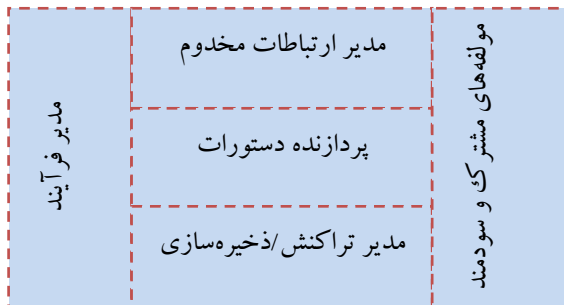 مولفه‌های مشترک و سودمند
مدیر ارتباطات مخدوم
پردازنده دستورات
مدیر تراکنش/ذخیره‌سازی
مدیر فرآیند